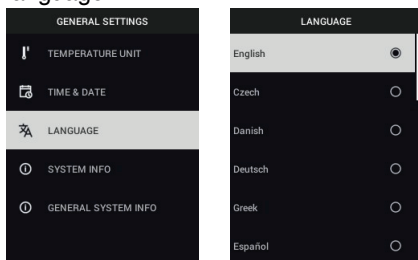 GENERAL SETTINGS
TEMPERATURE UNIT
TIME & DATE
LANGUAGE
SYSTEM INFO
GENERAL SYSTEM INFO
LANGUAGE
English
Czech
Danish
Deutsch
Greek
Español